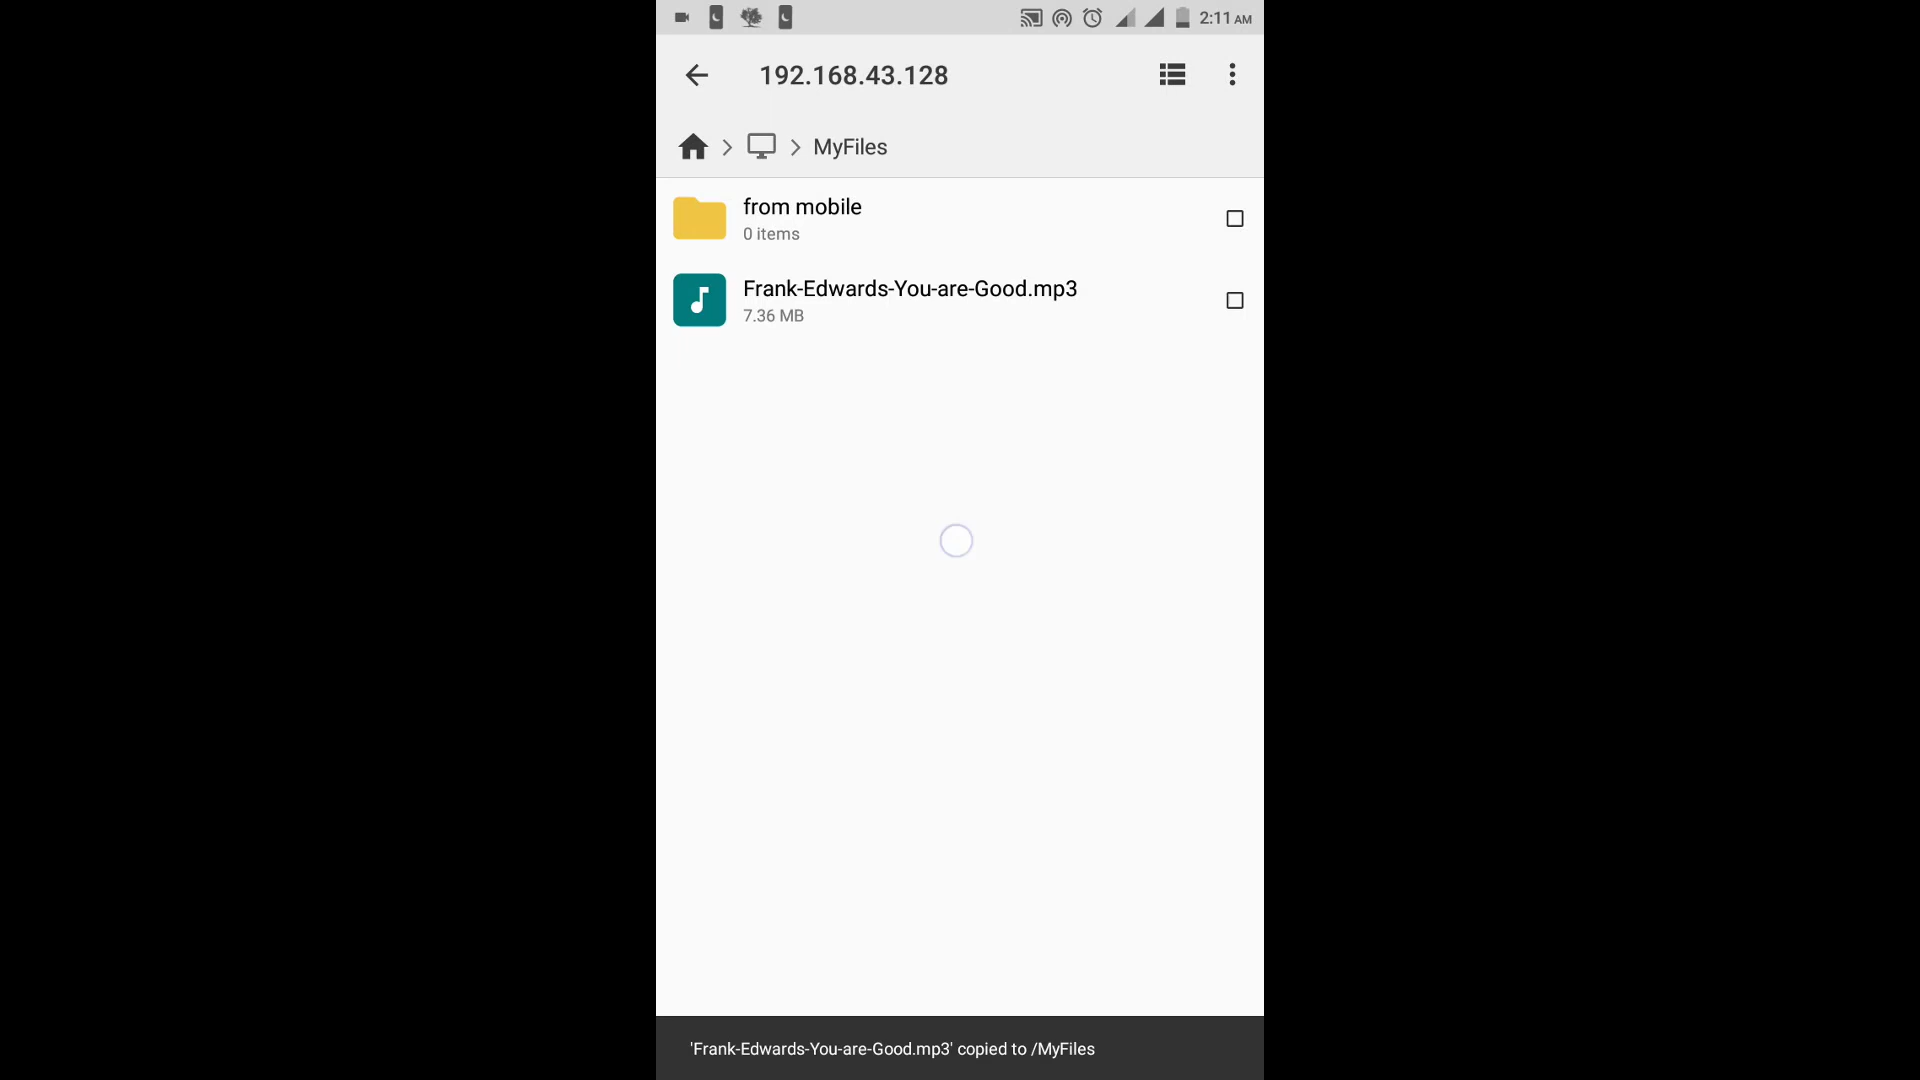 2:11 AM
192.168.43.128
MyFiles
from mobile
0 items
Frank-Edwards-You-are-Good.mp3
7.36 MB
'Frank-Edwards-You-are-Good.mp3' copied to /MyFiles